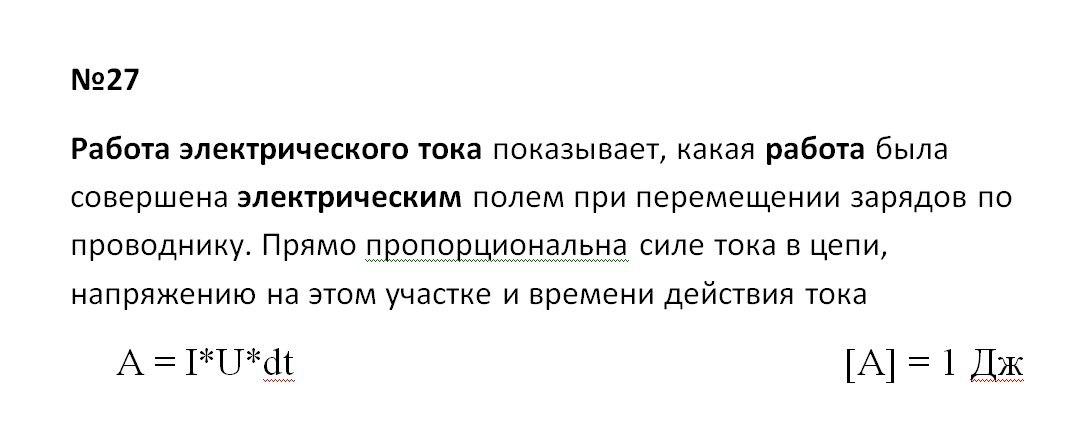 №27
Работа электрического тока показывает, какая работа была
совершена электрическим полем при перемещении зарядов по
проводнику. Прямо пропорциональна силе тока в цепи,
напряжению на этом участке и времени действия тока
A = I*U*dt [A] = 1 Дж